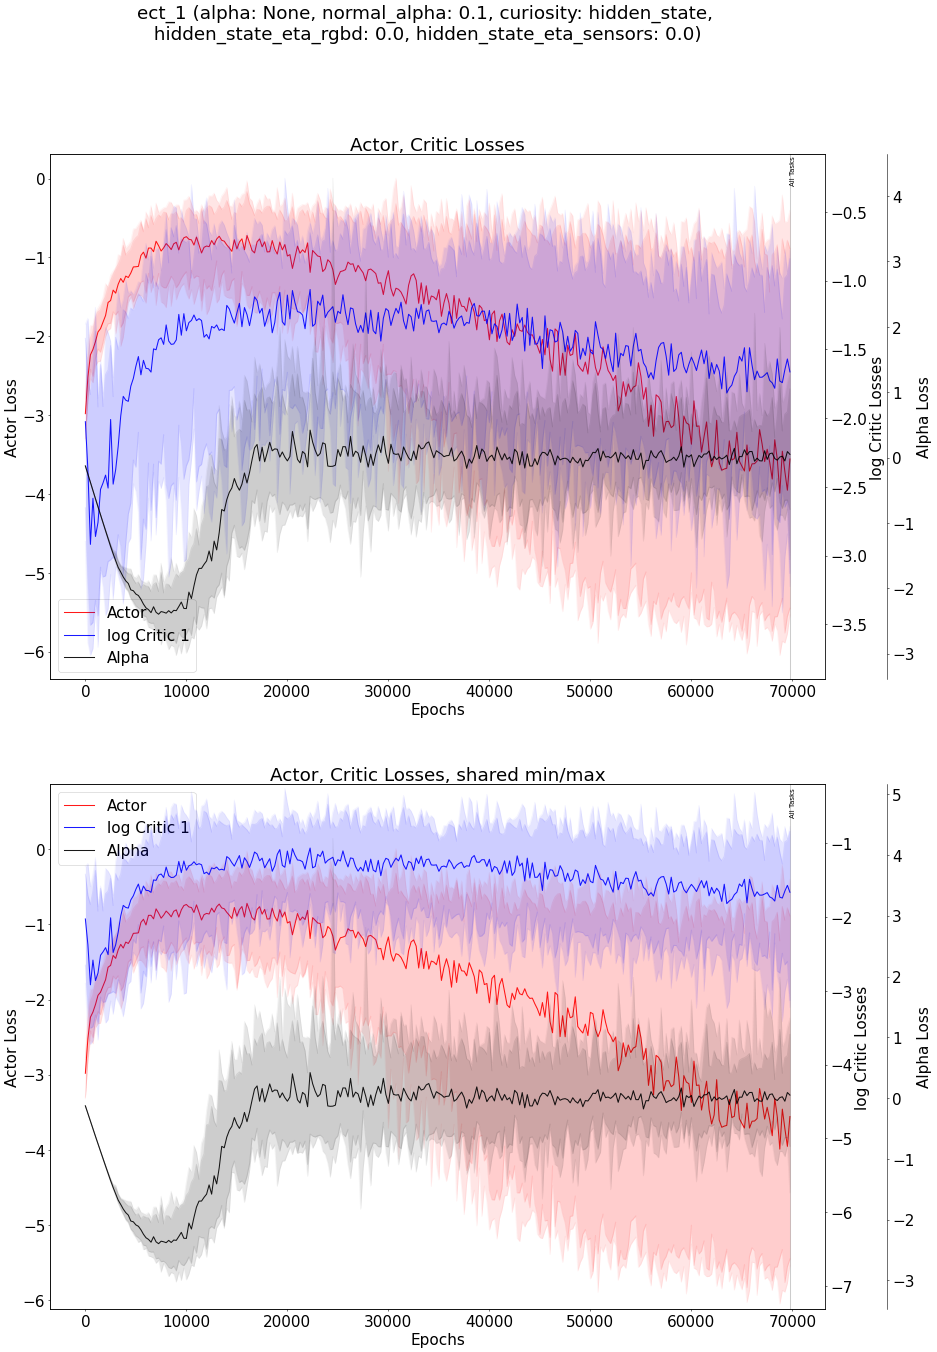 ect_1 (alpha: None, normal_alpha: 0.1, curiosity: hidden_state,
hidden_state_eta_rgbd: 0.0, hidden_state_eta_sensors: 0.0)
Actor, Critic Losses
All Tasks
0
−1
−2
−3
−4
−5
−6
Actor Loss
−0.5
−1.0
−1.5
−2.0
−2.5
−3.0
−3.5
log Critic Losses
4
3
2
1
0
−1
−2
−3
Alpha Loss
Actor
log Critic 1
Alpha
0 10000 20000 30000 40000 50000 60000 70000
Epochs
Actor, Critic Losses, shared min/max
All Tasks
Actor
log Critic 1
Alpha
0
−1
−2
−3
−4
−5
−6
Actor Loss
−1
−2
−3
−4
−5
−6
−7
log Critic Losses
5
4
3
2
1
0
−1
−2
−3
Alpha Loss
0 10000 20000 30000 40000 50000 60000 70000
Epochs